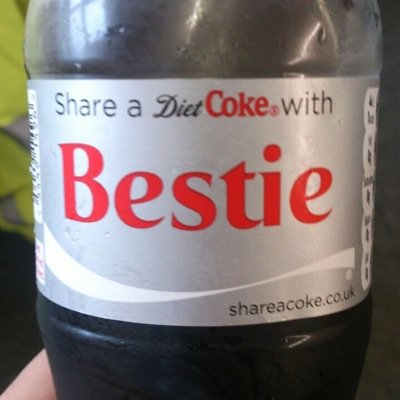 Share a Diet Coke® with
Bestie
shareacoke.co.uk